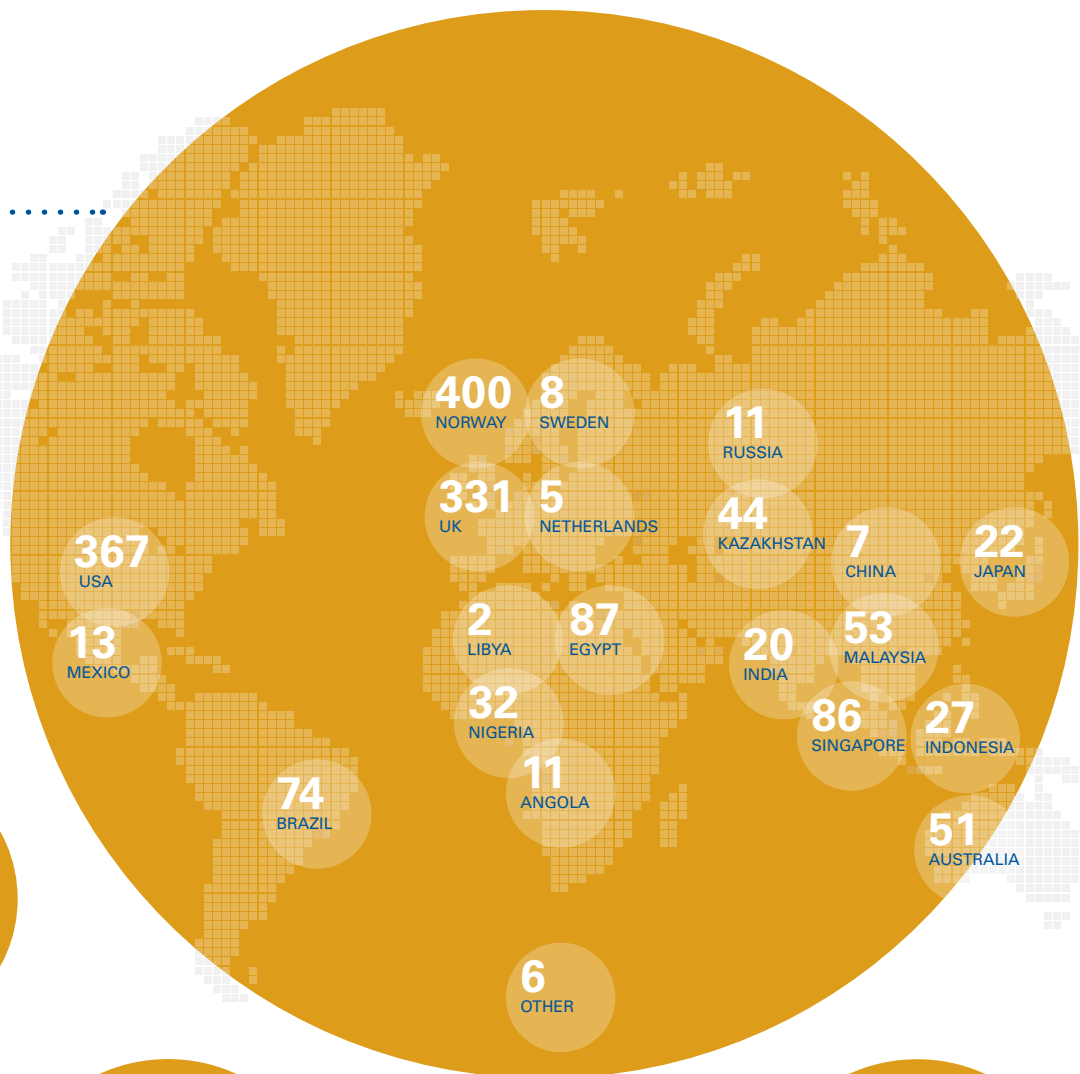 400
NORWAY
8
SWEDEN
11
RUSSIA
331
UK
5
NETHERLANDS
44
KAZAKHSTAN
7
CHINA
22
JAPAN
367
USA
13
MEXICO
2
LIBYA
87
EGYPT
20
INDIA
53
MALAYSIA
32
NIGERIA
86
SINGAPORE
27
INDONESIA
11
ANGOLA
74
BRAZIL
51
AUSTRALIA
6
OTHER